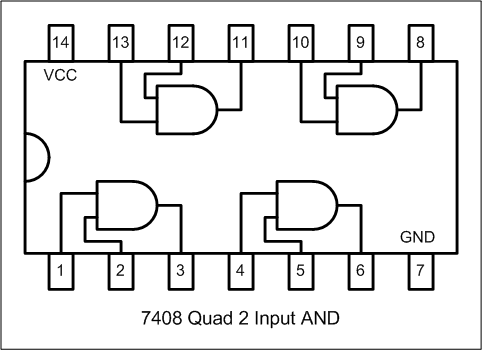 14 13 12 11 10 9 8
VCC
GND
1 2 3 4 5 6 7
7408 Quad 2 Input AND